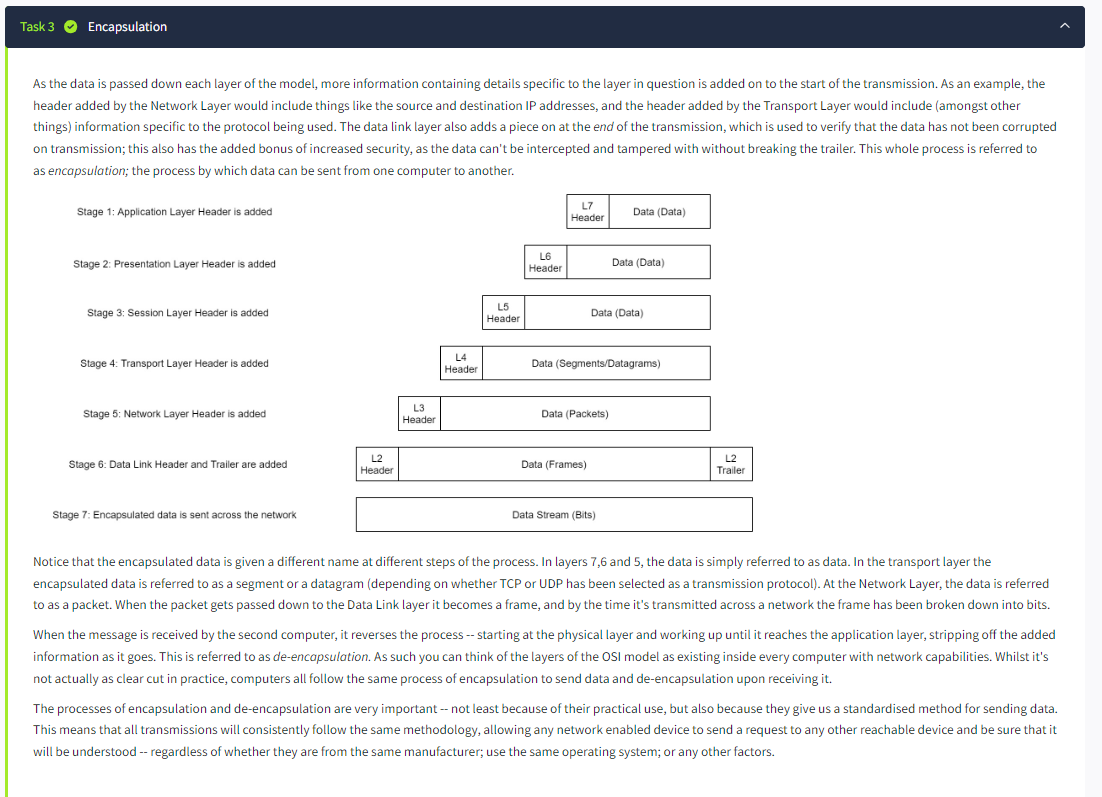 Task 3 Encapsulation
As the data is passed down each layer of the model, more information containing details specific to the layer in question is added on to the start of the transmission. As an example, the
header added by the Network Layer would include things like the source and destination IP addresses, and the header added by the Transport Layer would include (amongst other
things) information specific to the protocol being used. The data link layer also adds a piece on at the end of the transmission, which is used to verify that the data has not been corrupted
on transmission; this also has the added bonus of increased security, as the data can't be intercepted and tampered with without breaking the trailer. This whole process is referred to
as encapsulation; the process by which data can be sent from one computer to another.
Stage 1: Application Layer Header is added
L7
Header
Data (Data)
Stage 2: Presentation Layer Header is added
L6
Header
Data (Data)
Stage 3: Session Layer Header is added
L5
Header
Data (Data)
Stage 4: Transport Layer Header is added
L4
Header
Data (Segments/Datagrams)
Stage 5: Network Layer Header is added
L3
Header
Data (Packets)
Stage 6: Data Link Header and Trailer are added
L2
Header
Data (Frames)
L2
Trailer
Stage 7: Encapsulated data is sent across the network
Data Stream (Bits)
Notice that the encapsulated data is given a different name at different steps of the process. In layers 7,6 and 5, the data is simply referred to as data. In the transport layer the
encapsulated data is referred to as a segment or a datagram (depending on whether TCP or UDP has been selected as a transmission protocol). At the Network Layer, the data is referred
to as a packet. When the packet gets passed down to the Data Link layer it becomes a frame, and by the time it's transmitted across a network the frame has been broken down into bits.
When the message is received by the second computer, it reverses the process -- starting at the physical layer and working up until it reaches the application layer, stripping off the added
information as it goes. This is referred to as de-encapsulation. As such you can think of the layers of the OSI model as existing inside every computer with network capabilities. Whilst it's
not actually as clear cut in practice, computers all follow the same process of encapsulation to send data and de-encapsulation upon receiving it.
The processes of encapsulation and de-encapsulation are very important -- not least because of their practical use, but also because they give us a standardised method for sending data.
This means that all transmissions will consistently follow the same methodology, allowing any network enabled device to send a request to any other reachable device and be sure that it
will be understood -- regardless of whether they are from the same manufacturer; use the same operating system; or any other factors.